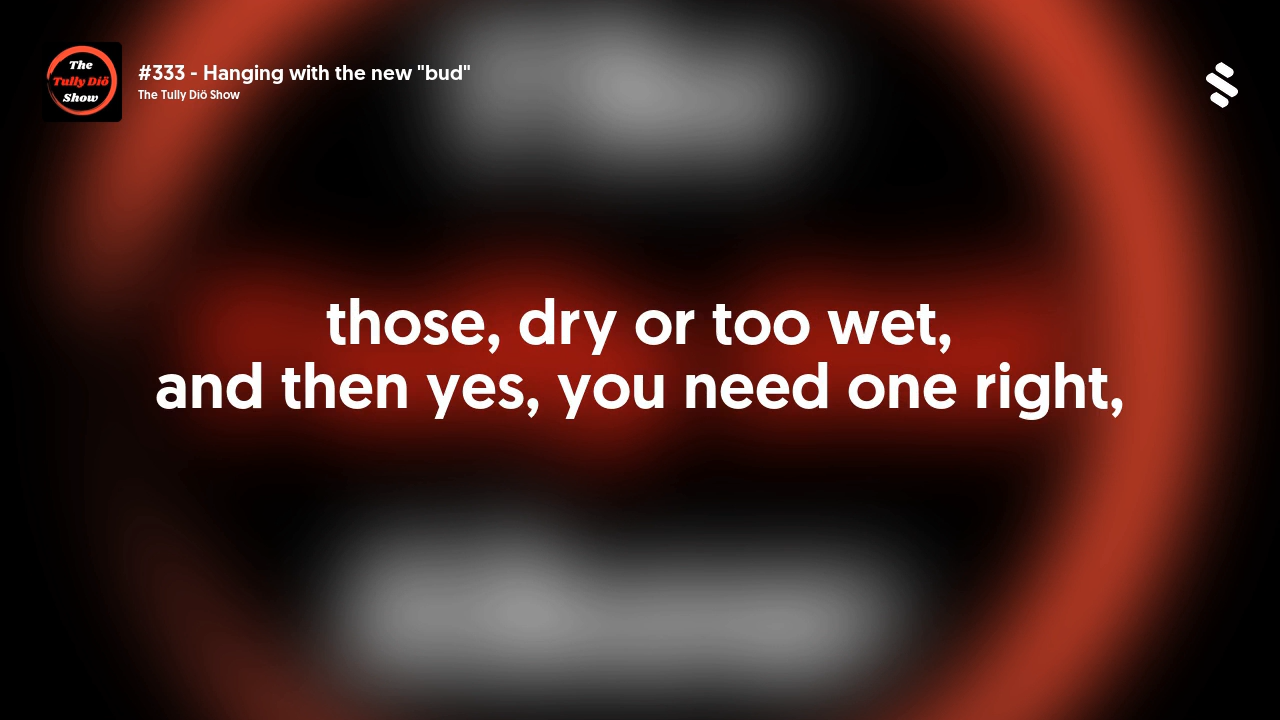 The
Tully Diö
Show
#333 - Hanging with the new "bud"
The Tully Diö Show
those, dry or too wet,
and then yes, you need one right,